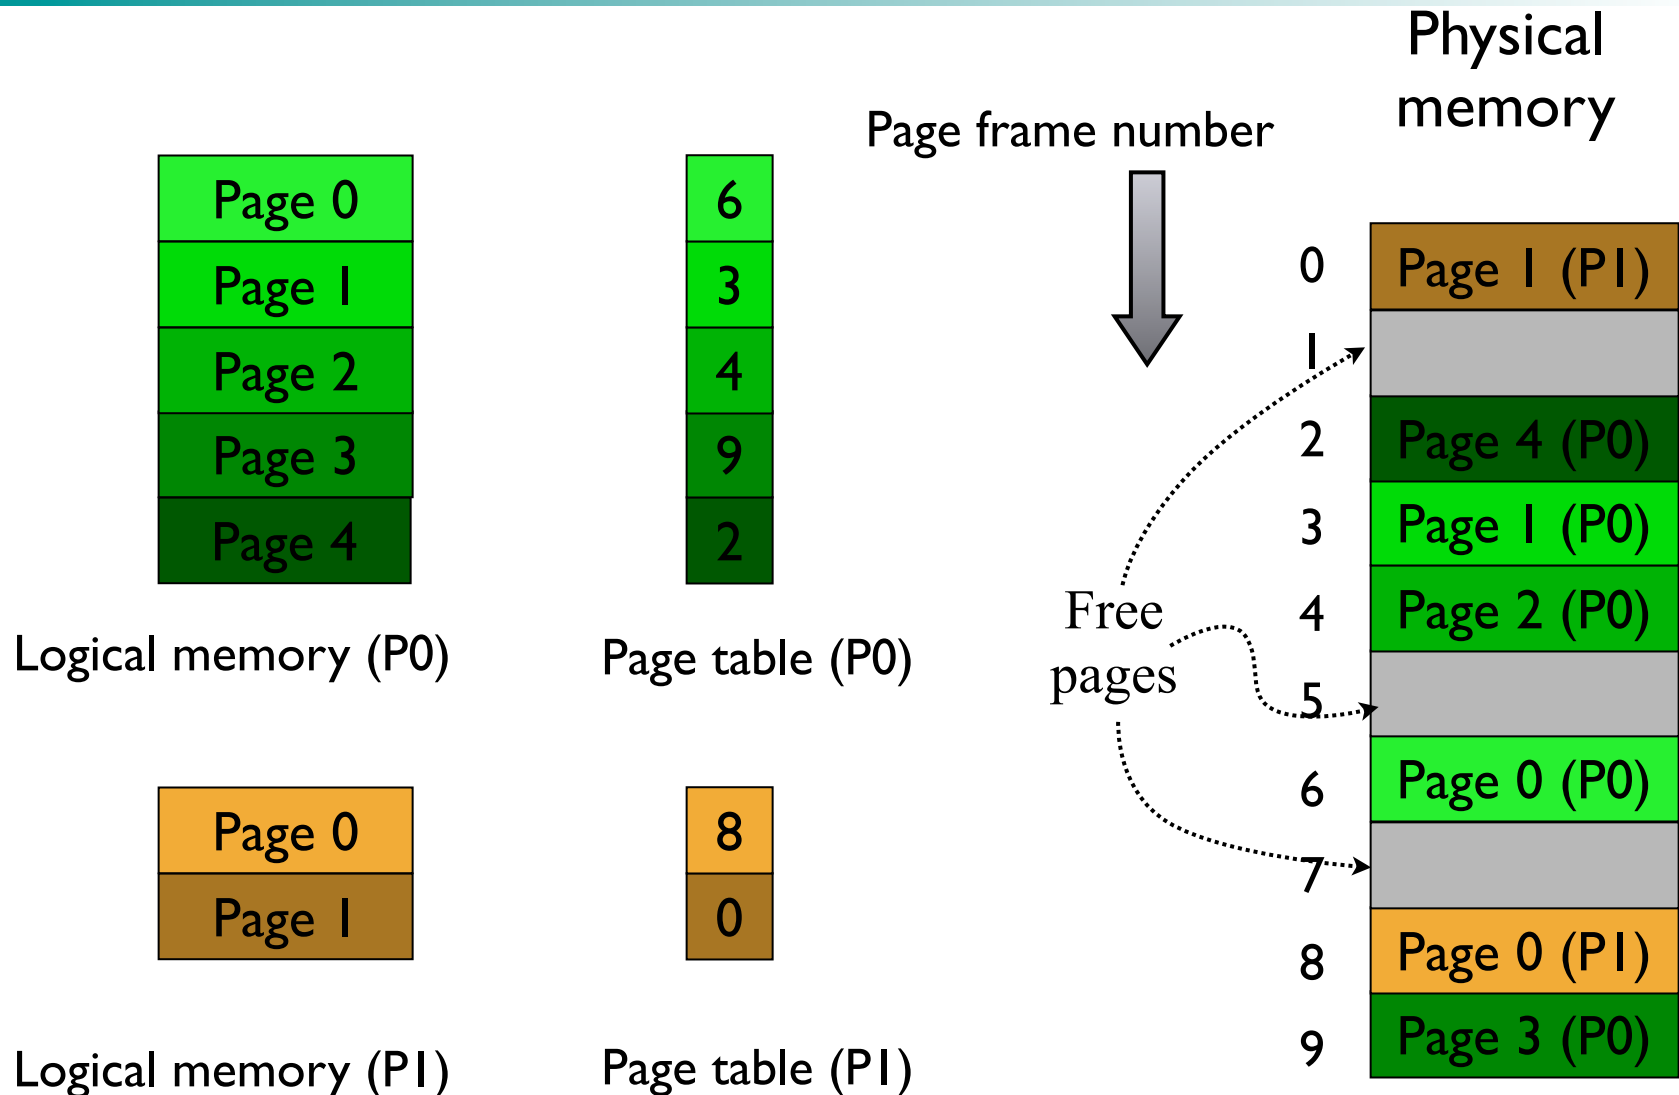 Physical
memory
Page frame number
Page 0
Page 1
Page 2
Page 3
Page 4
Logical memory (P0)
6
3
4
9
2
Page table (P0)
Page 0
Page 1
Logical memory (P1)
8
0
Page table (P1)
Free
pages
0 Page 1 (P1)
1
2 Page 4 (P0)
3 Page 1 (P0)
4 Page 2 (P0)
5
6 Page 0 (P0)
7
8 Page 0 (P1)
9 Page 3 (P0)